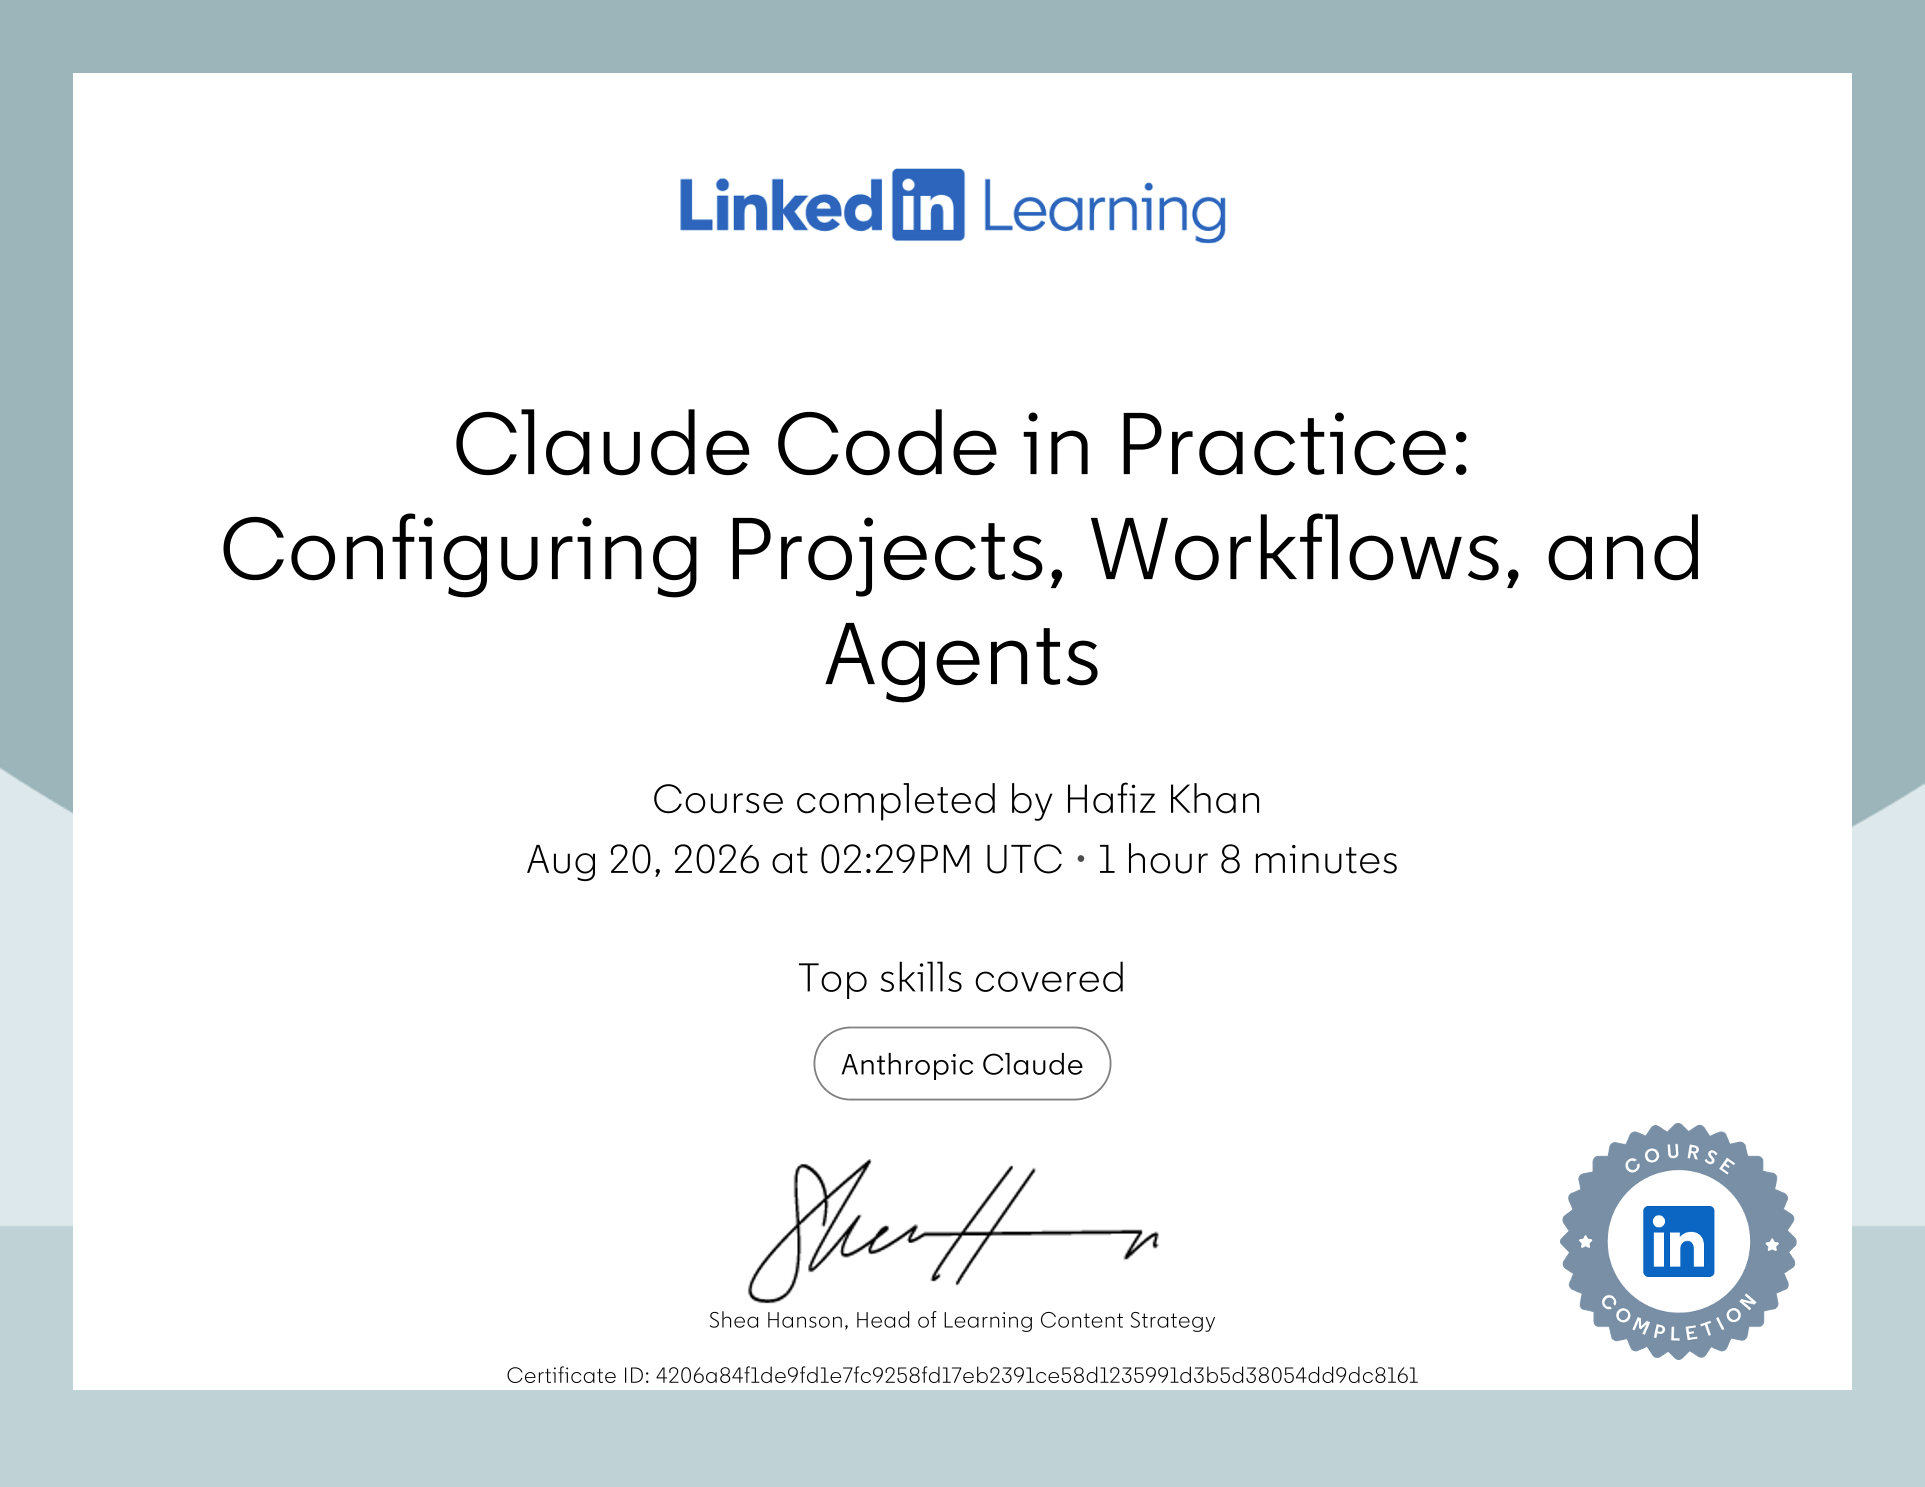 Linked in Learning
Claude Code in Practice:
Configuring Projects, Workflows, and
Agents
Course completed by Hafiz Khan
Aug 20, 2026 at 02:29PM UTC • 1 hour 8 minutes
Top skills covered
Anthropic Claude
Shea Hanson, Head of Learning Content Strategy
COURSE
in
COMPLETION
Certificate ID: 4206a84f1de9fd1e7fc9258fd17eb2391ce58d1235991d3b5d38054dd9dc8161